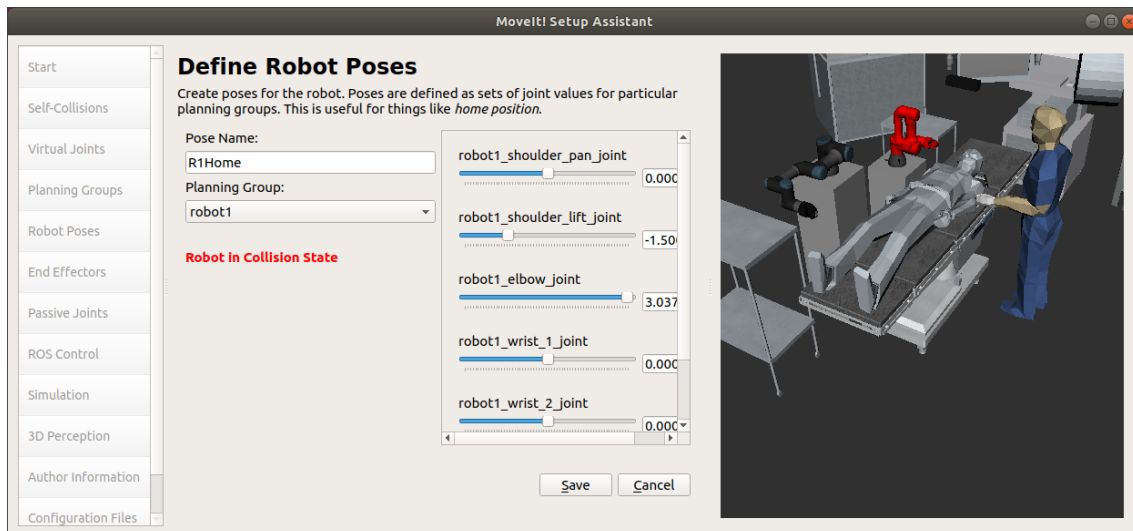 MoveIt! Setup Assistant
Start
Self-Collisions
Virtual Joints
Planning Groups
Robot Poses
End Effectors
Passive Joints
ROS Control
Simulation
3D Perception
Author Information
Configuration Files
Define Robot Poses
Create poses for the robot. Poses are defined as sets of joint values for particular
planning groups. This is useful for things like home position.
Pose Name:
R1Home
Planning Group:
robot1
Robot in Collision State
robot1_shoulder_pan_joint
0.000
robot1_shoulder_lift_joint
-1.506
robot1_elbow_joint
3.037
robot1_wrist_1_joint
0.000
robot1_wrist_2_joint
0.000
Save
Cancel